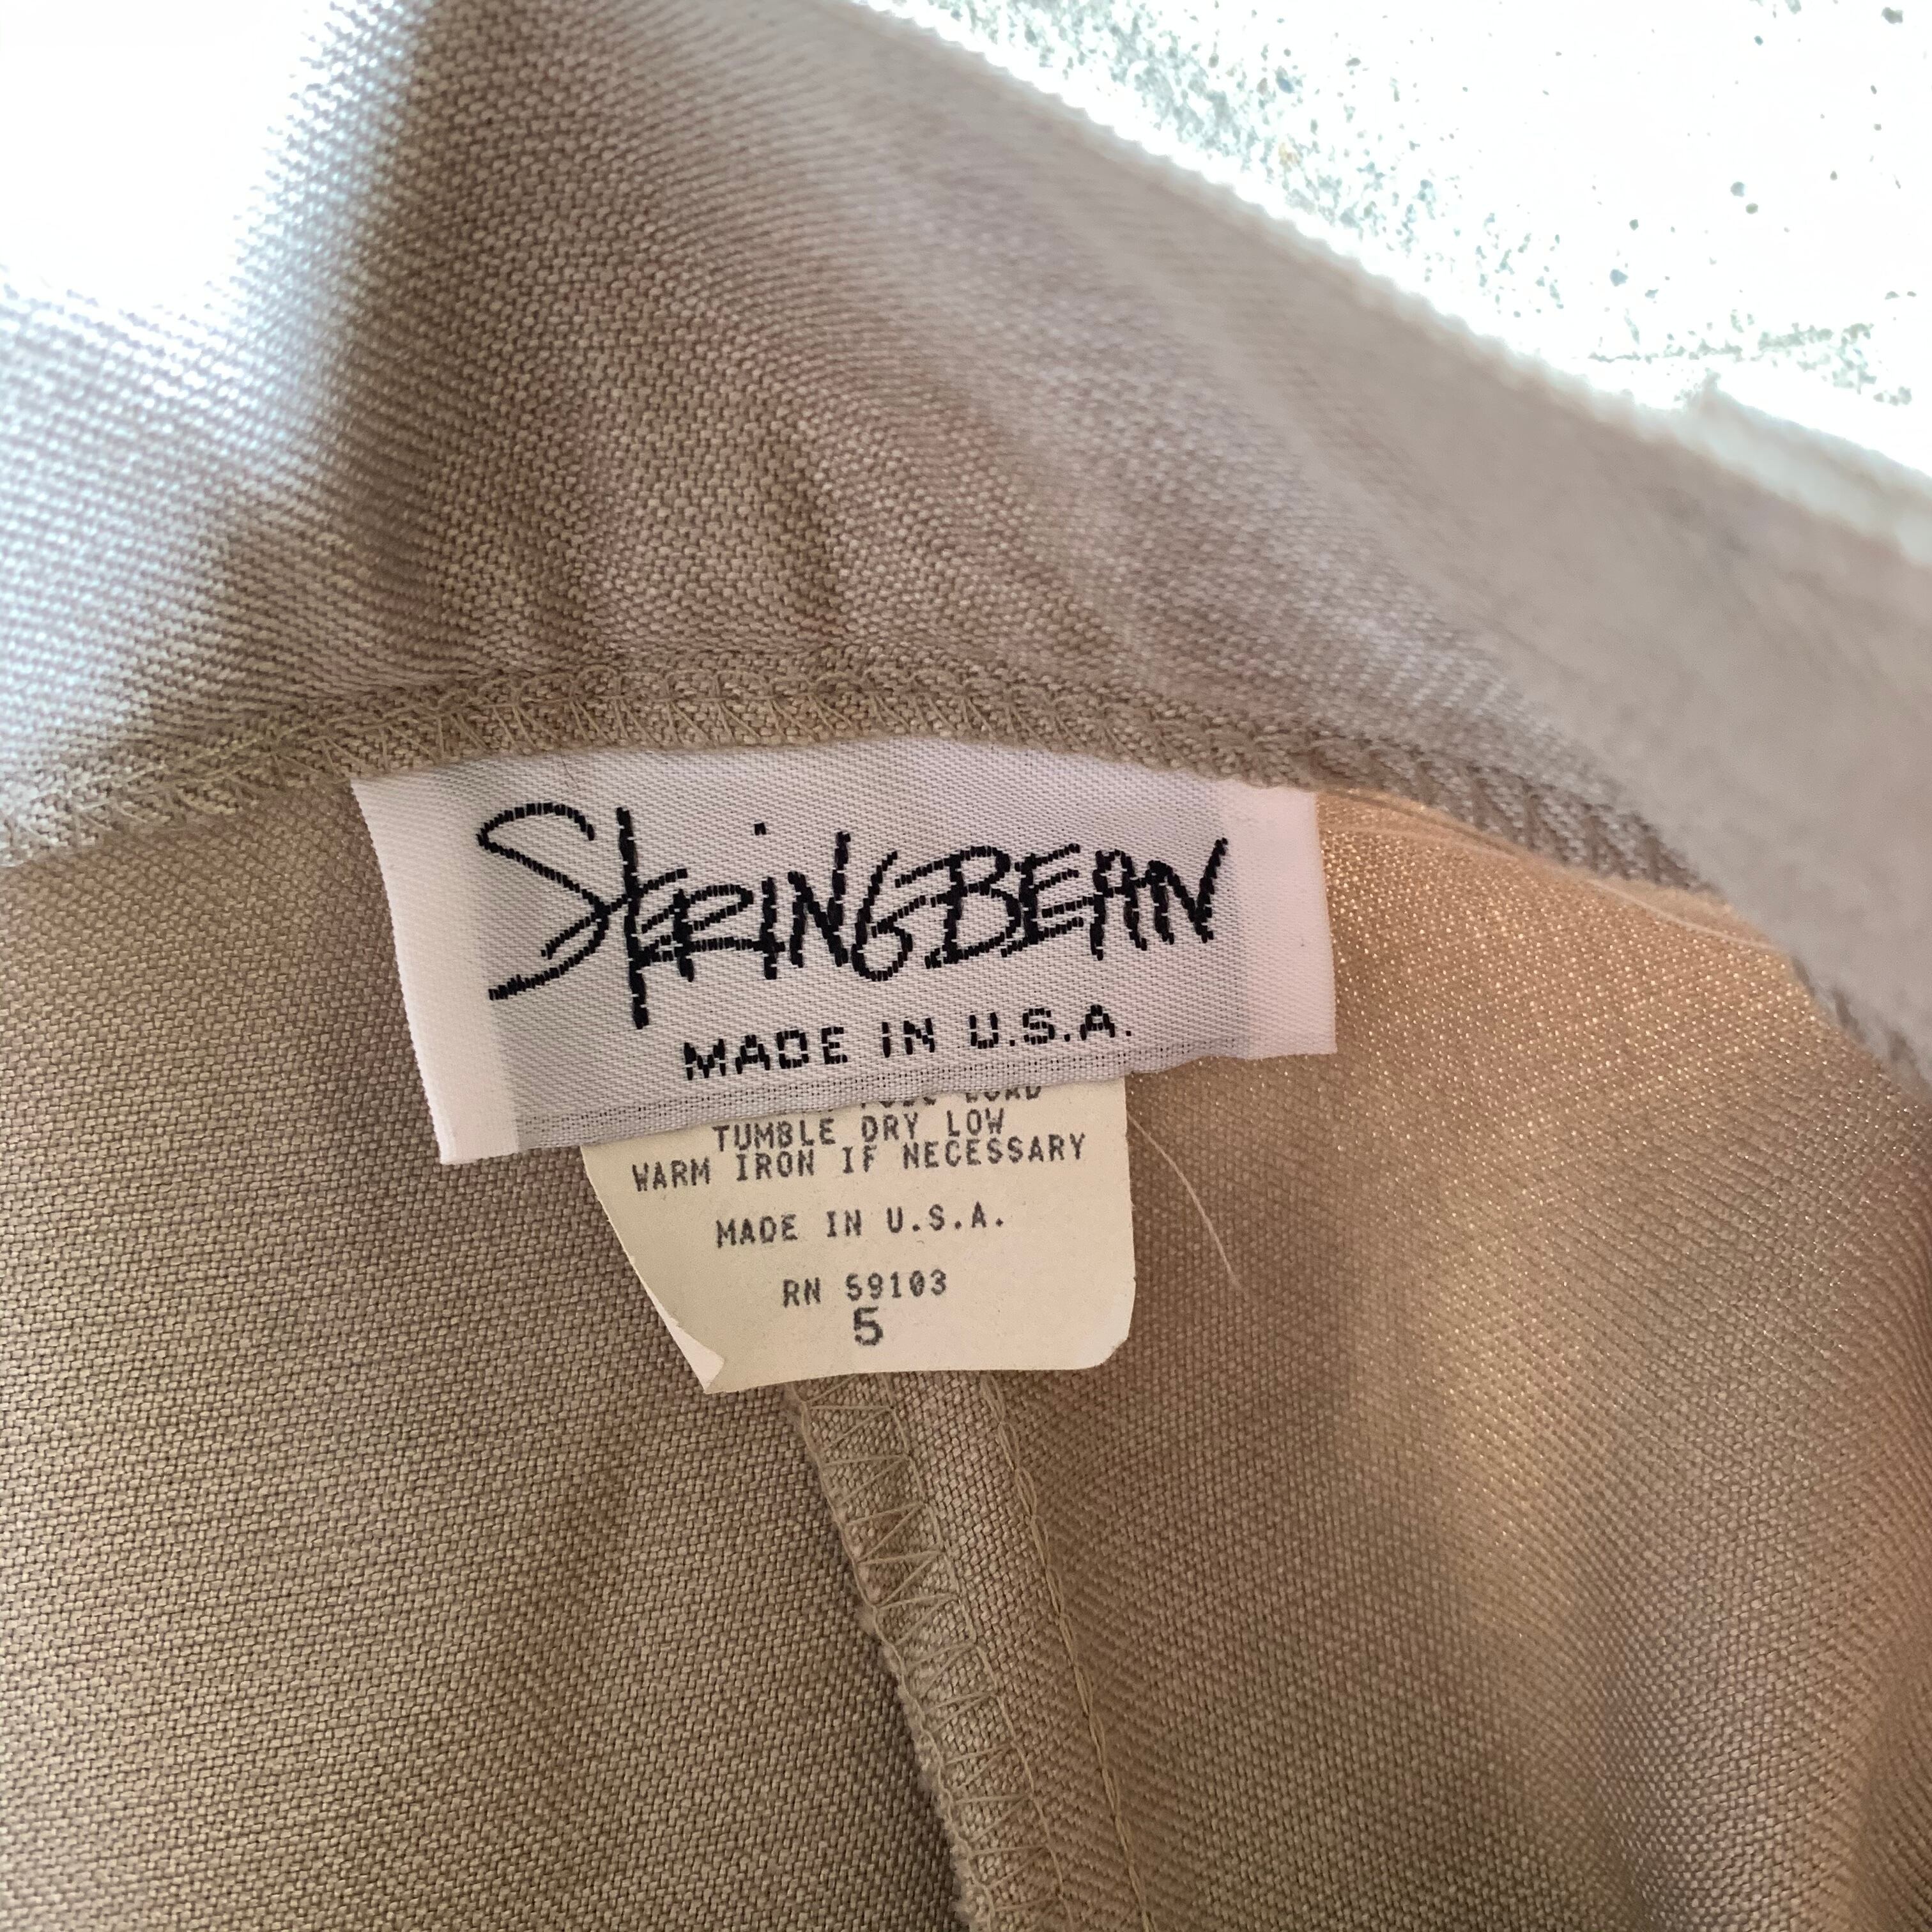 StRiNGBEAN
MADE IN U.S.A.
TUMBLE DRY LOW
WARM IRON IF NECESSARY
MADE IN U.S.A.
RN 59103
5